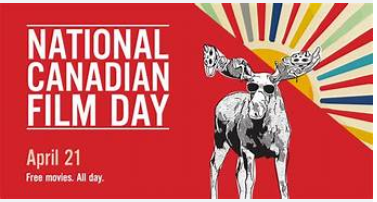 NATIONAL
CANADIAN
FILM DAY
April 21
Free movies. All day.